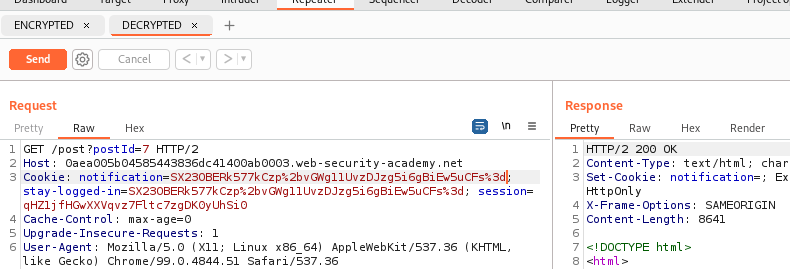 Dashboard Target Proxy Intruder Repeater Sequencer Decoder Comparer Logger Extender Project o
ENCRYPTED × DECRYPTED × +
Send Cancel < ▾ > ▾
Request
Pretty Raw Hex \n ≡
1 GET /post?postId=7 HTTP/2
2 Host: 0aea005b04585443836dc41400ab0003.web-security-academy.net
3 Cookie: notification=SX23OBERk577kCzp%2bvGWg11UvzDJzg5i6gBiEw5uCFs%3d;
stay-logged-in=SX23OBERk577kCzp%2bvGWg11UvzDJzg5i6gBiEw5uCFs%3d; session=
qHZ1jfHGwXXVqvz7Fltc7zgDK0yUhSi0
4 Cache-Control: max-age=0
5 Upgrade-Insecure-Requests: 1
6 User-Agent: Mozilla/5.0 (X11; Linux x86_64) AppleWebKit/537.36 (KHTML,
like Gecko) Chrome/99.0.4844.51 Safari/537.36
Response
Pretty Raw Hex Render
1 HTTP/2 200 OK
2 Content-Type: text/html; char
3 Set-Cookie: notification=; Ex
HttpOnly
4 X-Frame-Options: SAMEORIGIN
5 Content-Length: 8641
6
7 <!DOCTYPE html>
8 <html>